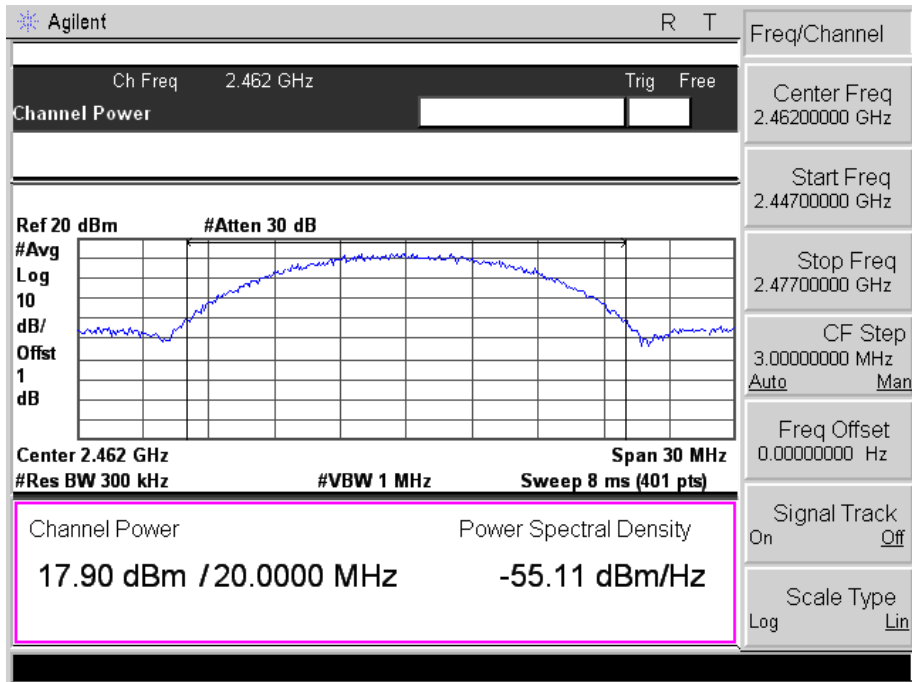 Agilent R T
Ch Freq 2.462 GHz Trig Free
Channel Power
Ref 20 dBm #Atten 30 dB
#Avg
Log
10
dB/
Offst
1
dB
Center 2.462 GHz Span 30 MHz
#Res BW 300 kHz #VBW 1 MHz Sweep 8 ms (401 pts)
Channel Power Power Spectral Density
17.90 dBm / 20.0000 MHz -55.11 dBm/Hz
Freq/Channel
Center Freq
2.46200000 GHz
Start Freq
2.44700000 GHz
Stop Freq
2.47700000 GHz
CF Step
3.00000000 MHz
Auto Man
Freq Offset
0.00000000 Hz
Signal Track
On Off
Scale Type
Log Lin